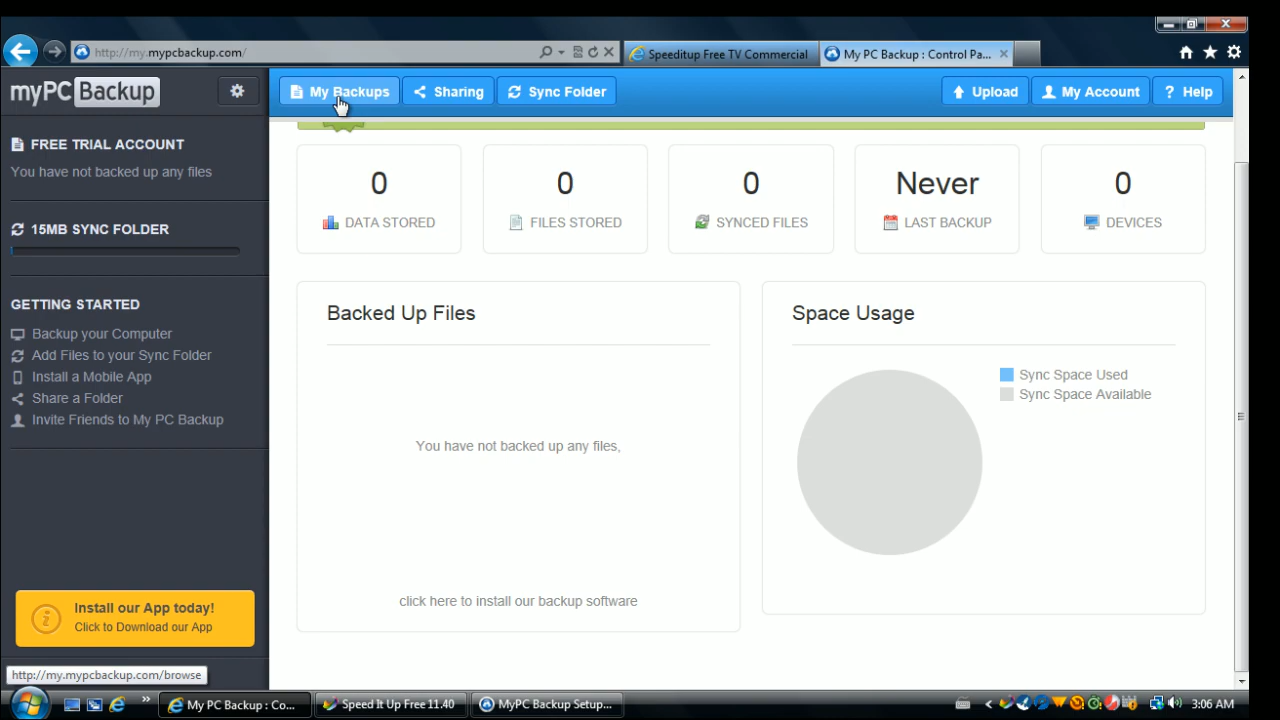 http://my.mypcbackup.com/
Speeditup Free TV Commercial
My PC Backup : Control Pa...
myPC Backup
My Backups
Sharing
Sync Folder
Upload
My Account
? Help
FREE TRIAL ACCOUNT
You have not backed up any files
15MB SYNC FOLDER
GETTING STARTED
Backup your Computer
Add Files to your Sync Folder
Install a Mobile App
Share a Folder
Invite Friends to My PC Backup
0
DATA STORED
0
FILES STORED
0
SYNCED FILES
Never
LAST BACKUP
0
DEVICES
Backed Up Files
You have not backed up any files,
click here to install our backup software
Space Usage
Sync Space Used
Sync Space Available
Install our App today!
Click to Download our App
http://my.mypcbackup.com/browse
My PC Backup : Co...
Speed It Up Free 11.40
MyPC Backup Setup...
3:06 AM